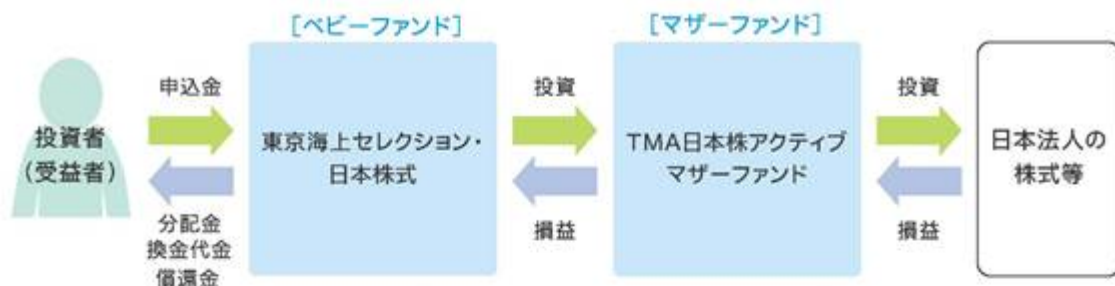 [ベビーファンド]
[マザーファンド]
投資者
(受益者)
申込金
分配金
換金代金
償還金
東京海上セレクション・
日本株式
投資
損益
TMA日本株アクティブ
マザーファンド
投資
損益
日本法人の
株式等